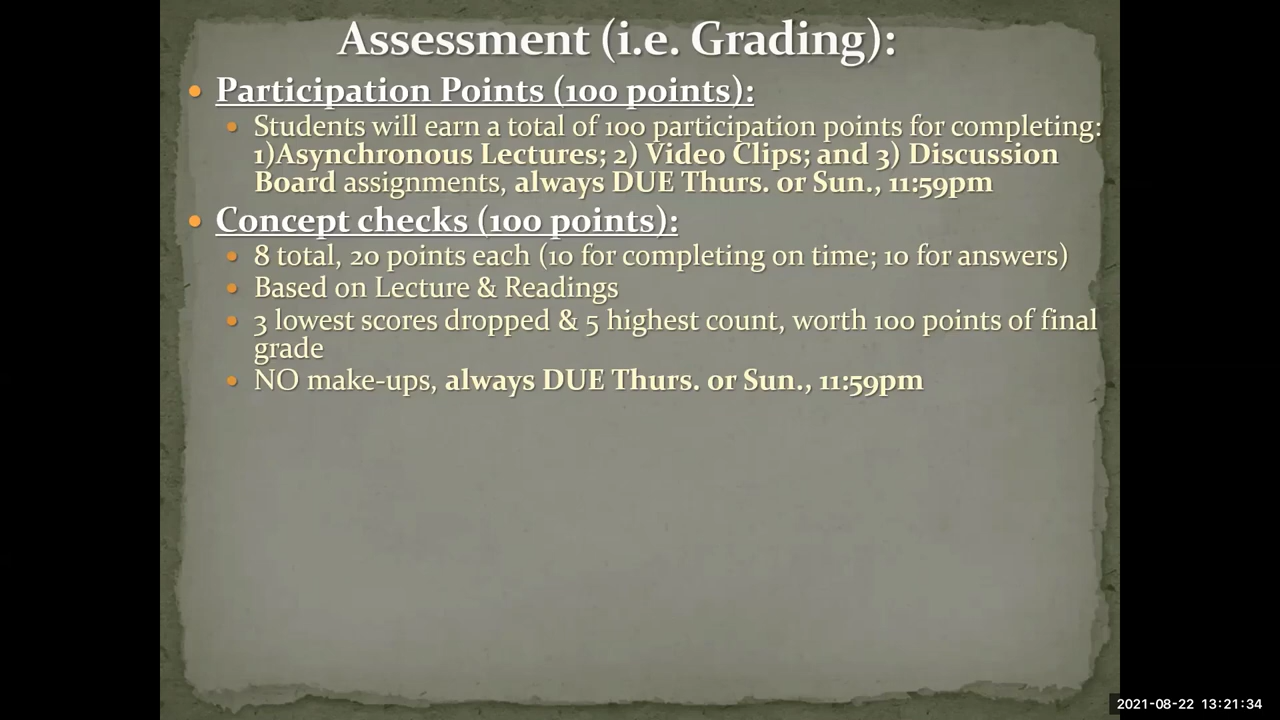 Assessment (i.e. Grading):
• Participation Points (100 points):
• Students will earn a total of 100 participation points for completing:
1)Asynchronous Lectures; 2) Video Clips; and 3) Discussion
Board assignments, always DUE Thurs. or Sun., 11:59pm
• Concept checks (100 points):
• 8 total, 20 points each (10 for completing on time; 10 for answers)
• Based on Lecture & Readings
• 3 lowest scores dropped & 5 highest count, worth 100 points of final
grade
• NO make-ups, always DUE Thurs. or Sun., 11:59pm
2021-08-22 13:21:34